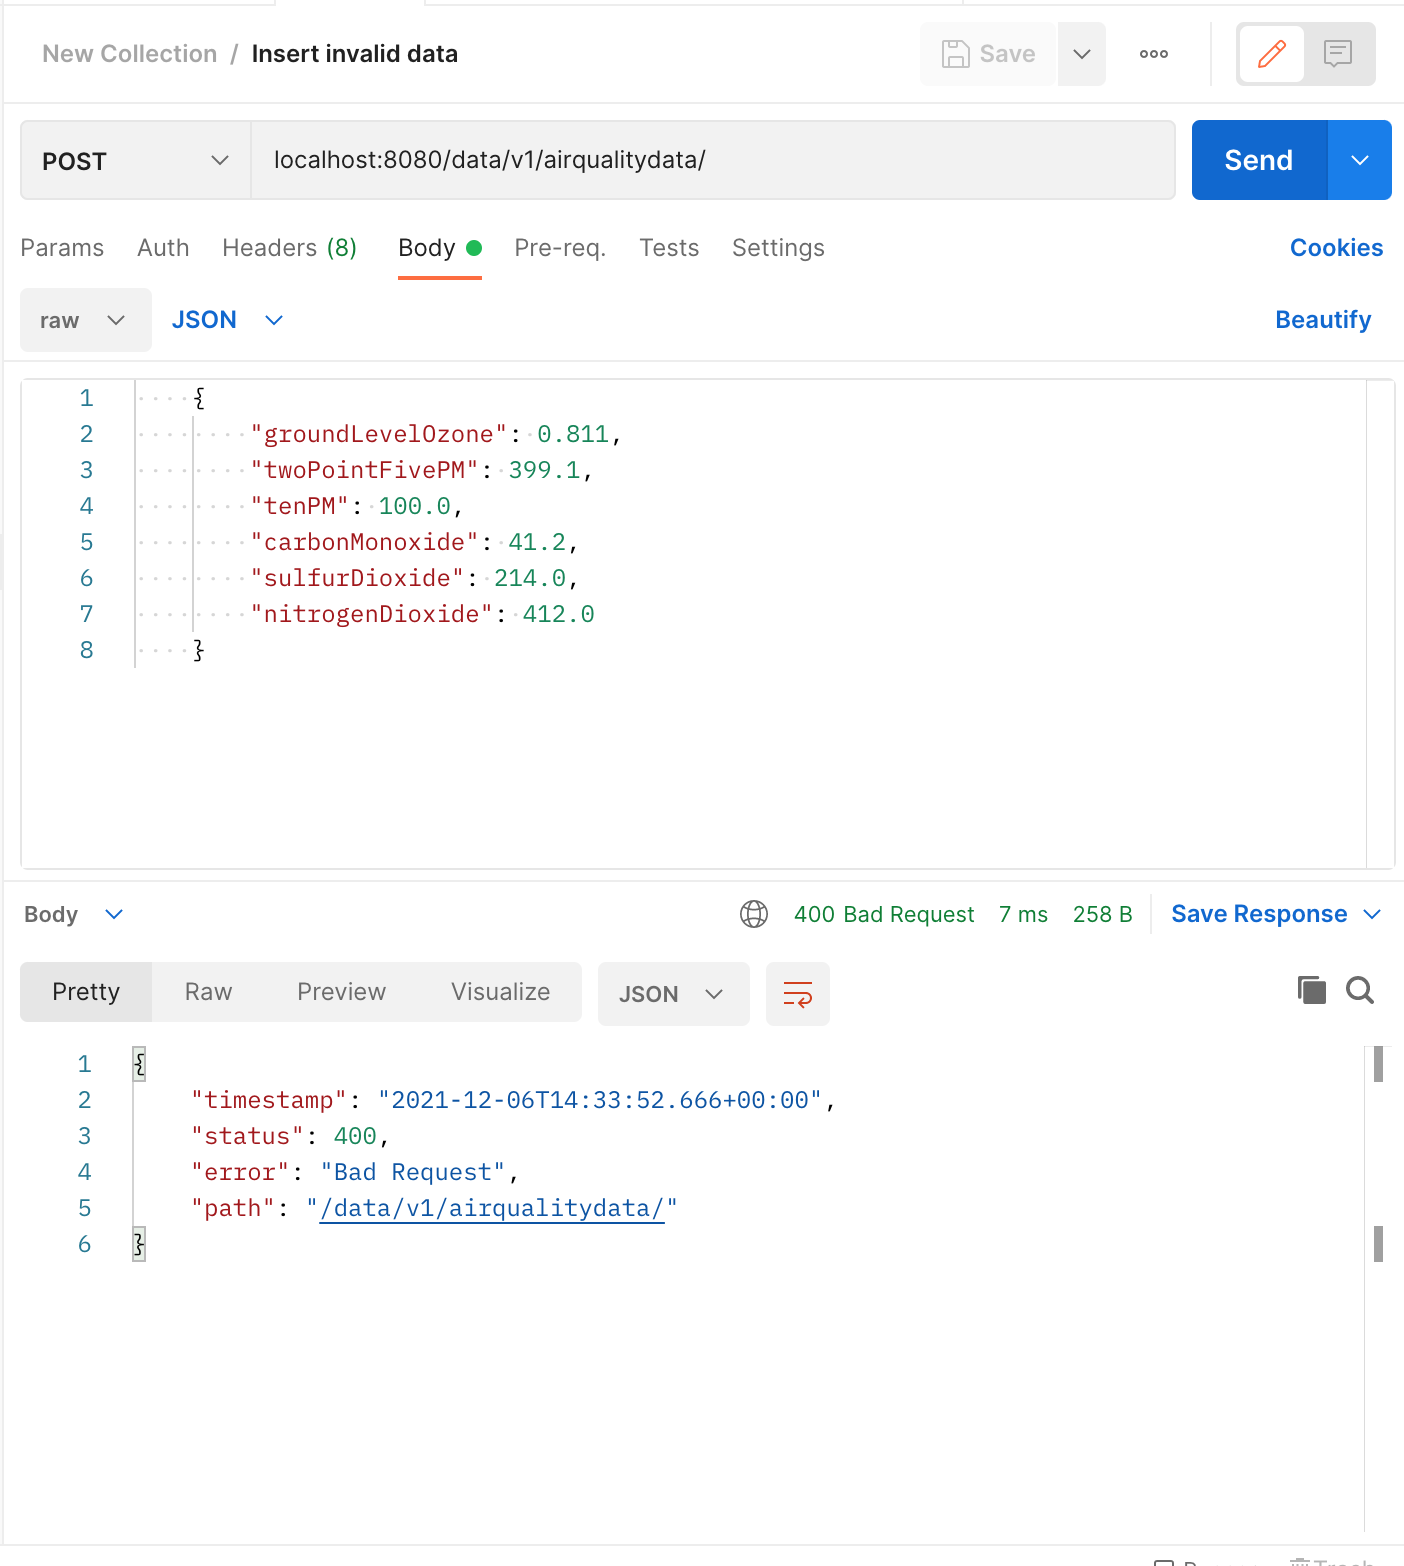 New Collection / Insert invalid data
Save
POST
localhost:8080/data/v1/airqualitydata/
Send
Params Auth Headers (8) Body Pre-req. Tests Settings Cookies
raw JSON Beautify
1 {
2 "groundLevelOzone": 0.811,
3 "twoPointFivePM": 399.1,
4 "tenPM": 100.0,
5 "carbonMonoxide": 41.2,
6 "sulfurDioxide": 214.0,
7 "nitrogenDioxide": 412.0
8 }
Body 400 Bad Request 7 ms 258 B Save Response
Pretty Raw Preview Visualize JSON
1 {
2 "timestamp": "2021-12-06T14:33:52.666+00:00",
3 "status": 400,
4 "error": "Bad Request",
5 "path": "/data/v1/airqualitydata/"
6 }